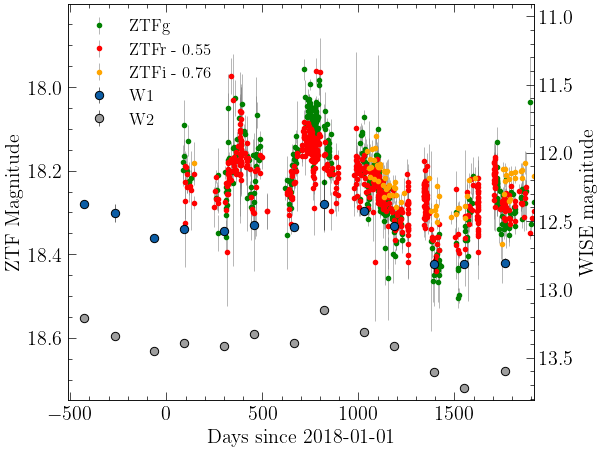 ZTFg
ZTFr - 0.55
ZTFi - 0.76
W1
W2
18.0
18.2
18.4
18.6
ZTF Magnitude
11.0
11.5
12.0
12.5
13.0
13.5
WISE magnitude
−500 0 500 1000 1500
Days since 2018-01-01